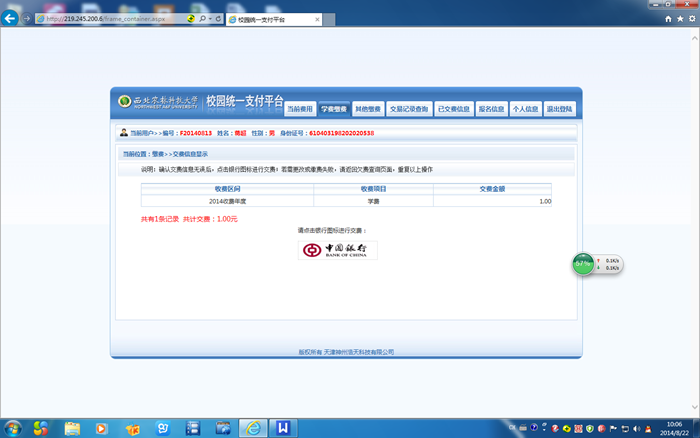 http://219.245.200.6/frame_container.aspx
校园统一支付平台
西北农林科技大学
NORTHWEST A&F UNIVERSITY
校园统一支付平台
当前费用 学费缴费 其他缴费 交易记录查询 已交费信息 报名信息 个人信息 退出登陆
当前用户>>编号：F20140813 姓名：蒋超 性别：男 身份证号：610403198202020538
当前位置：缴费>>交费信息显示
说明：确认交费信息无误后，点击银行图标进行交费；若需更改或缴费失败，请返回欠费查询页面，重复以上操作
收费区间 收费项目 交费金额
2014收费年度 学费 1.00
共有1条记录 共计交费：1.00元
请点击银行图标进行交费：
中国银行
BANK OF CHINA
57%
0.1K/s
0.1K/s
版权所有 天津神州浩天科技有限公司
CH
10:06
2014/8/22